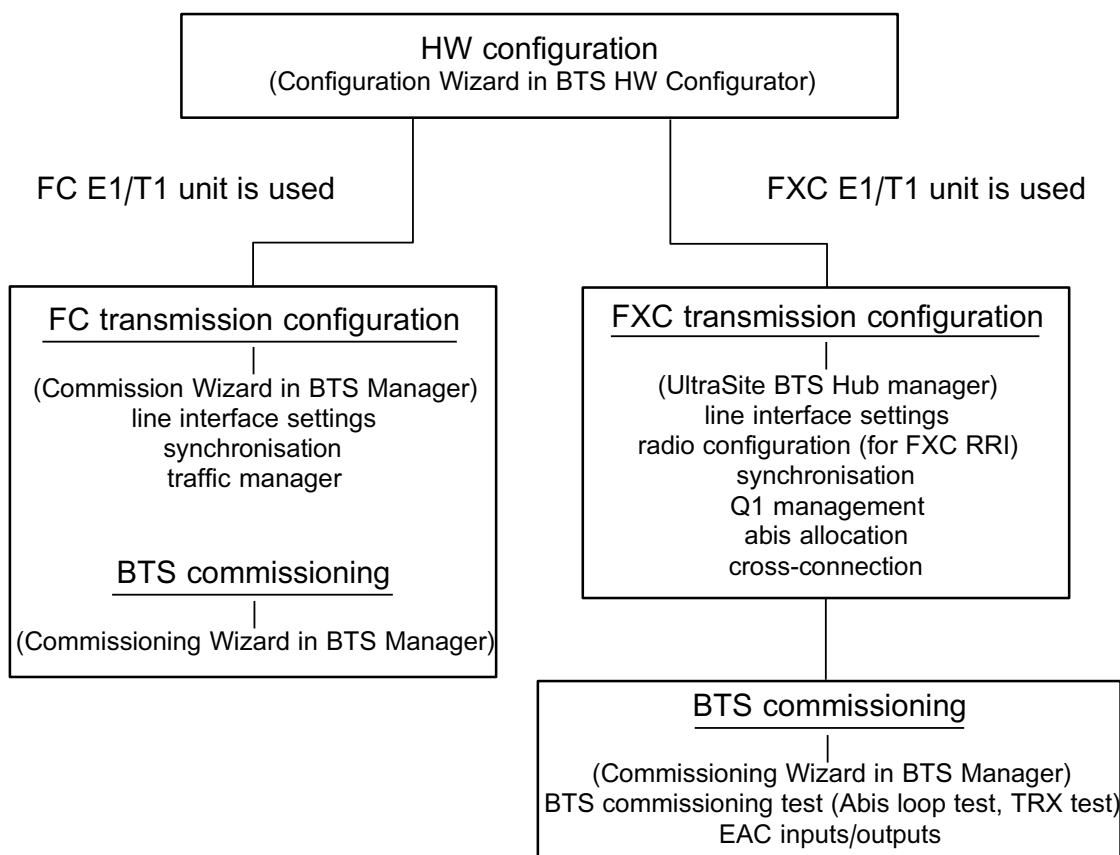 HW configuration
(Configuration Wizard in BTS HW Configurator)
FC E1/T1 unit is used
FXC E1/T1 unit is used
FC transmission configuration
(Commission Wizard in BTS Manager)
line interface settings
synchronisation
traffic manager
BTS commissioning
(Commissioning Wizard in BTS Manager)
FXC transmission configuration
(UltraSite BTS Hub manager)
line interface settings
radio configuration (for FXC RRI)
synchronisation
Q1 management
abis allocation
cross-connection
BTS commissioning
(Commissioning Wizard in BTS Manager)
BTS commissioning test (Abis loop test, TRX test)
EAC inputs/outputs